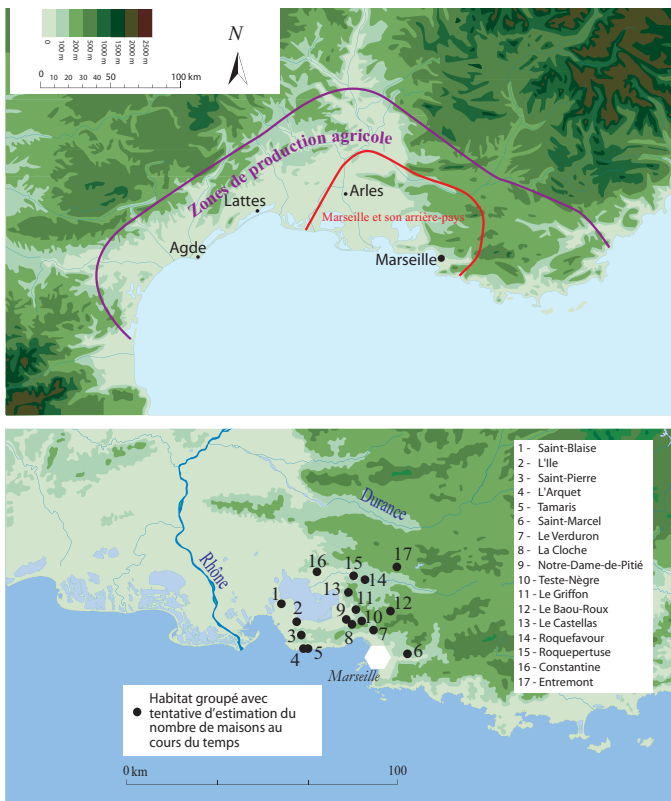 0
100 m
200 m
500 m
1000 m
1500 m
2000 m
2500 m
0 10 20 30 40 50 100 km
N
Zones de production agricole
Lattes
Arles
Marseille et son arrière-pays
Agde
Marseille
1 - Saint-Blaise
2 - L'Ile
3 - Saint-Pierre
4 - L'Arquet
5 - Tamaris
6 - Saint-Marcel
7 - Le Verduron
8 - La Cloche
9 - Notre-Dame-de-Pitié
10 - Teste-Nègre
11 - Le Griffon
12 - Le Baou-Roux
13 - Le Castellas
14 - Roquefavour
15 - Roquepertuse
16 - Constantine
17 - Entremont
Durance
Rhône
16
15
17
14
13
1
11
12
2
9
10
3
8
7
4
5
6
Marseille
Habitat groupé avec
tentative d'estimation du
nombre de maisons au
cours du temps
0 km 100